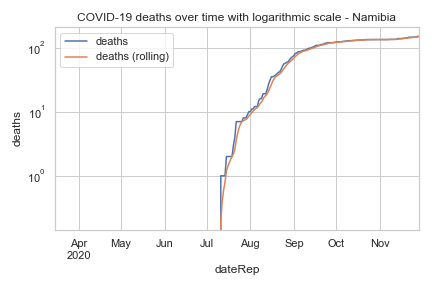 COVID-19 deaths over time with logarithmic scale - Namibia
deaths
deaths (rolling)
10²
10¹
10⁰
deaths
Apr
2020
May
Jun
Jul
Aug
Sep
Oct
Nov
dateRep